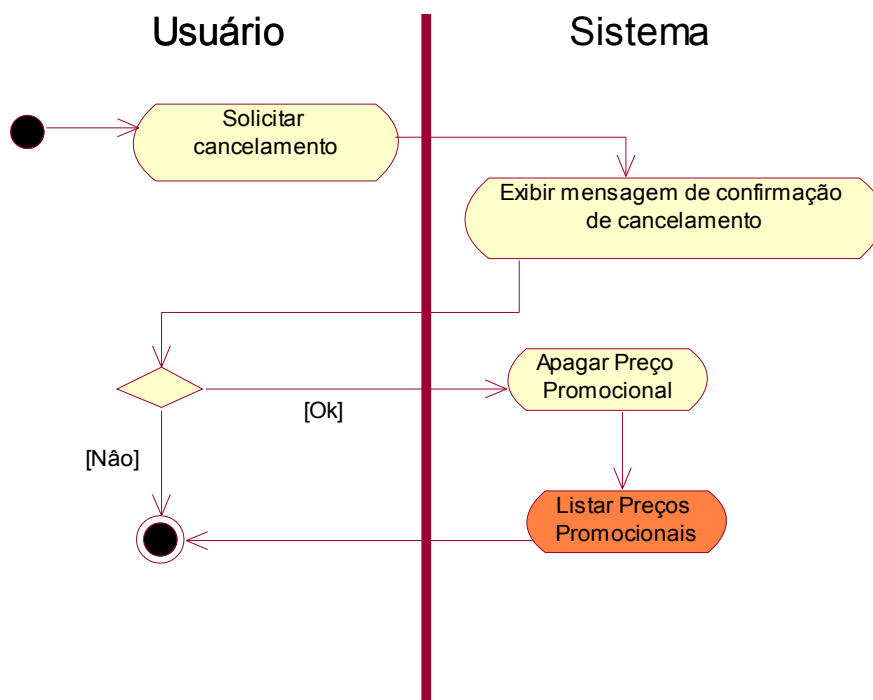 Usuário
Sistema
Solicitar
cancelamento
Exibir mensagem de confirmação
de cancelamento
Apagar Preço
Promocional
[Ok]
[Nâo]
Listar Preços
Promocionais